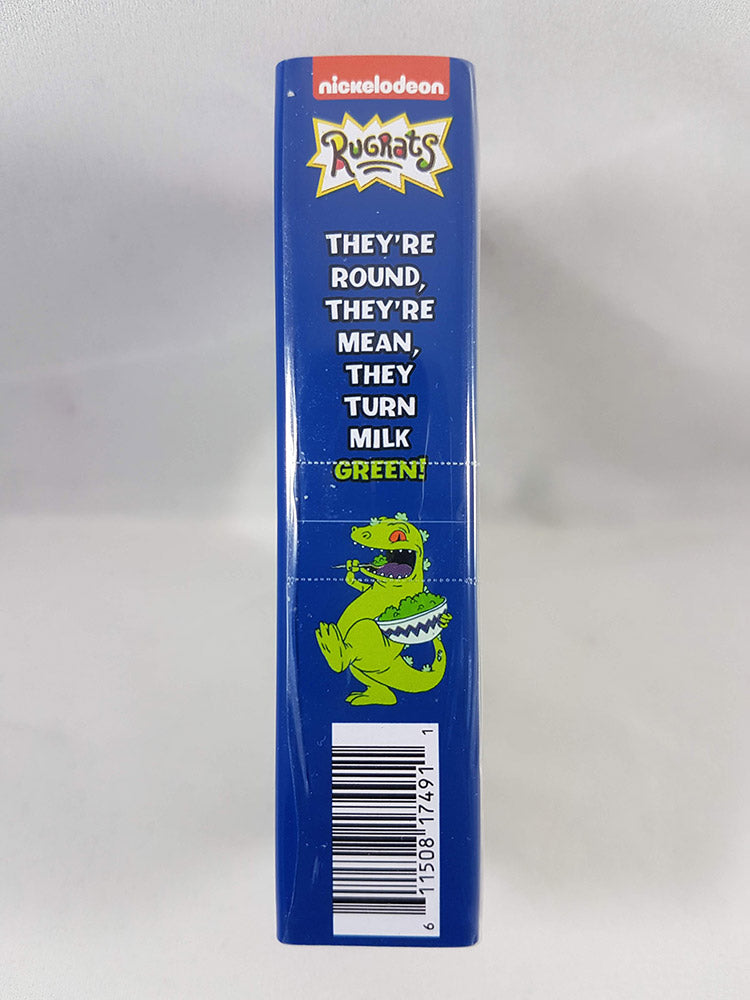 nickelodeon
RUGRATS
THEY'RE
ROUND,
THEY'RE
MEAN,
THEY
TURN
MILK
GREEN!
6 11508 17491 1